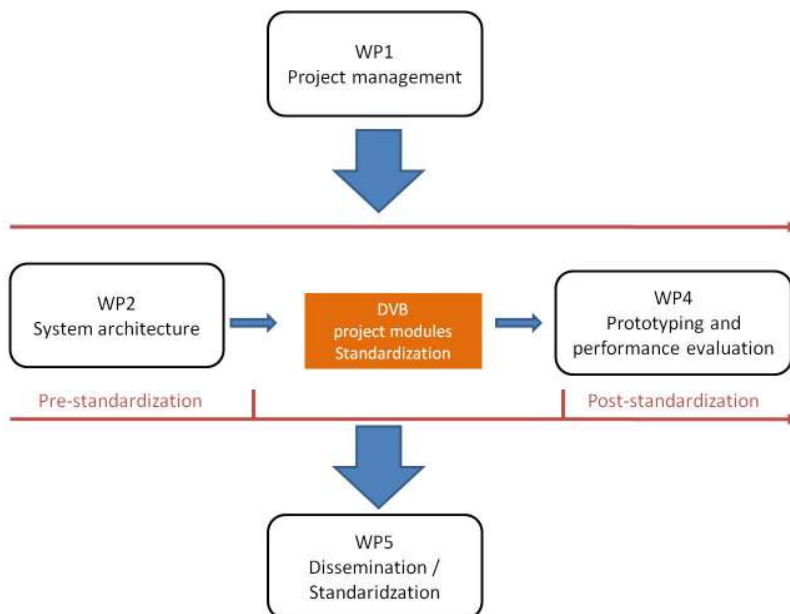 WP1
Project management
WP2
System architecture
DVB
project modules
Standardization
WP4
Prototyping and
performance evaluation
Pre-standardization
Post-standardization
WP5
Dissemination /
Staridzation